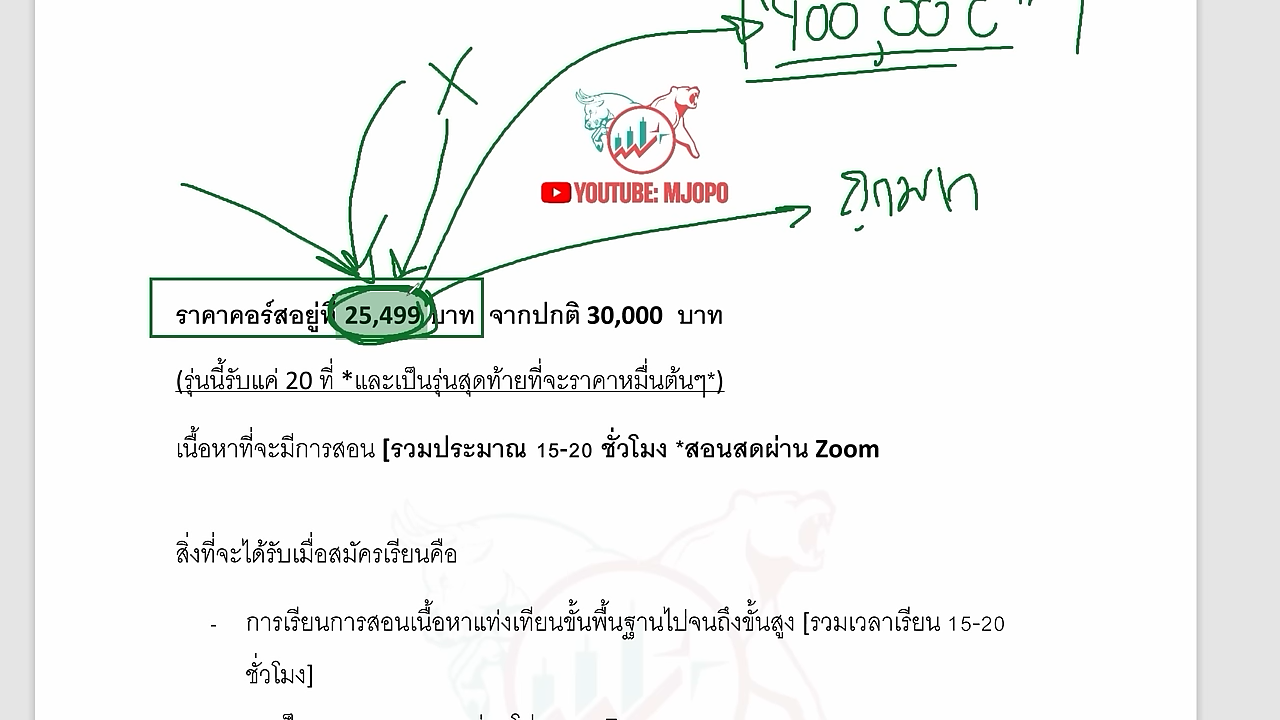 "400,000"
YOUTUBE: MJOPO
ถูกมาก
ราคาคอร์สอยู่ที่ 25,499 บาท จากปกติ 30,000 บาท
(รุ่นนี้รับแค่ 20 ที่ *และเป็นรุ่นสุดท้ายที่จะราคาหมื่นต้นๆ*)
เนื้อหาที่จะมีการสอน [รวมประมาณ 15-20 ชั่วโมง *สอนสดผ่าน Zoom
สิ่งที่จะได้รับเมื่อสมัครเรียนคือ
- การเรียนการสอนเนื้อหาแท่งเทียนขั้นพื้นฐานไปจนถึงขั้นสูง [รวมเวลาเรียน 15-20
ชั่วโมง]